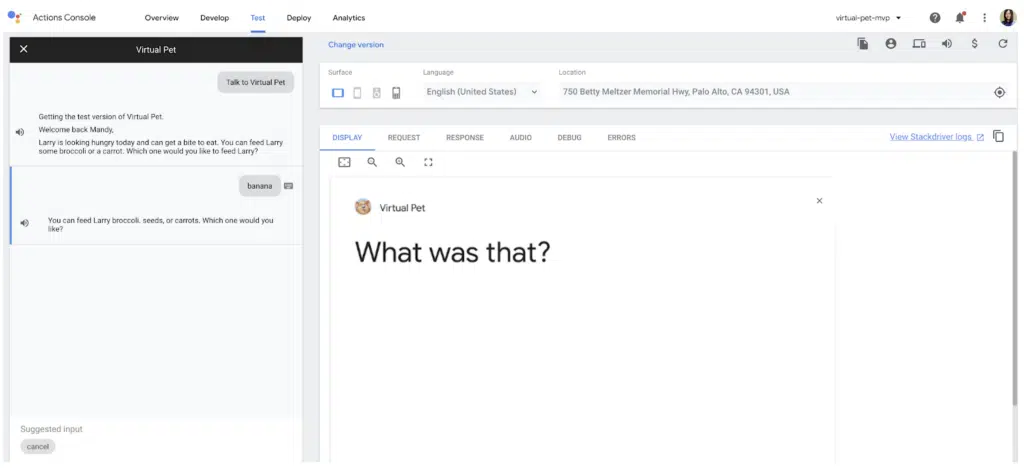 Actions Console
Overview
Develop
Test
Deploy
Analytics
virtual-pet-mvp
Virtual Pet
Talk to Virtual Pet
Getting the test version of Virtual Pet.
Welcome back Mandy,
Larry is looking hungry today and can get a bite to eat. You can feed Larry
some broccoli or a carrot. Which one would you like to feed Larry?
banana
You can feed Larry broccoli. seeds, or carrots. Which one would you
like?
Suggested input
cancel
Change version
Surface
Language
Location
English (United States)
750 Betty Meltzer Memorial Hwy, Palo Alto, CA 94301, USA
DISPLAY
REQUEST
RESPONSE
AUDIO
DEBUG
ERRORS
View Stackdriver logs
Virtual Pet
What was that?